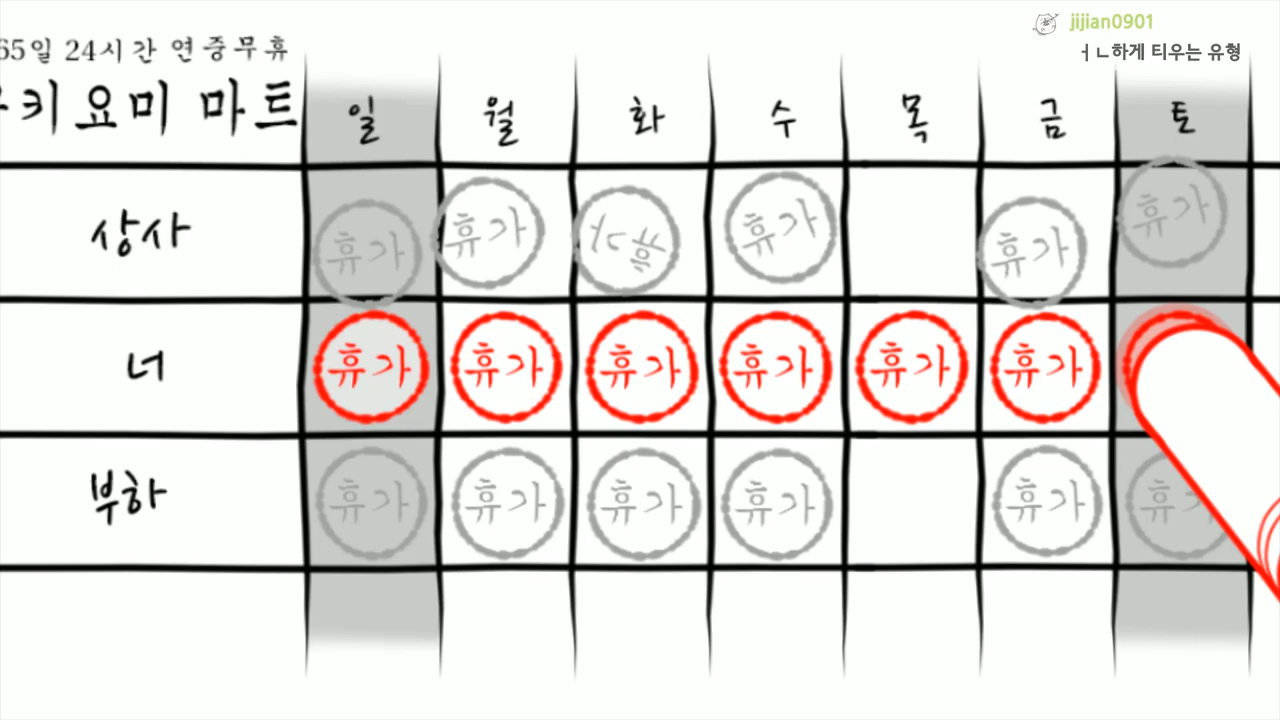 jijian0901
ㅓㄴ하게 티우는 유형
65일 24시간 연중무휴
키요미 마트
일 월 화 수 목 금 토
상사 휴가 휴가 휴가 휴가 휴가 휴가
너 휴가 휴가 휴가 휴가 휴가 휴가
부하 휴가 휴가 휴가 휴가 휴가 휴